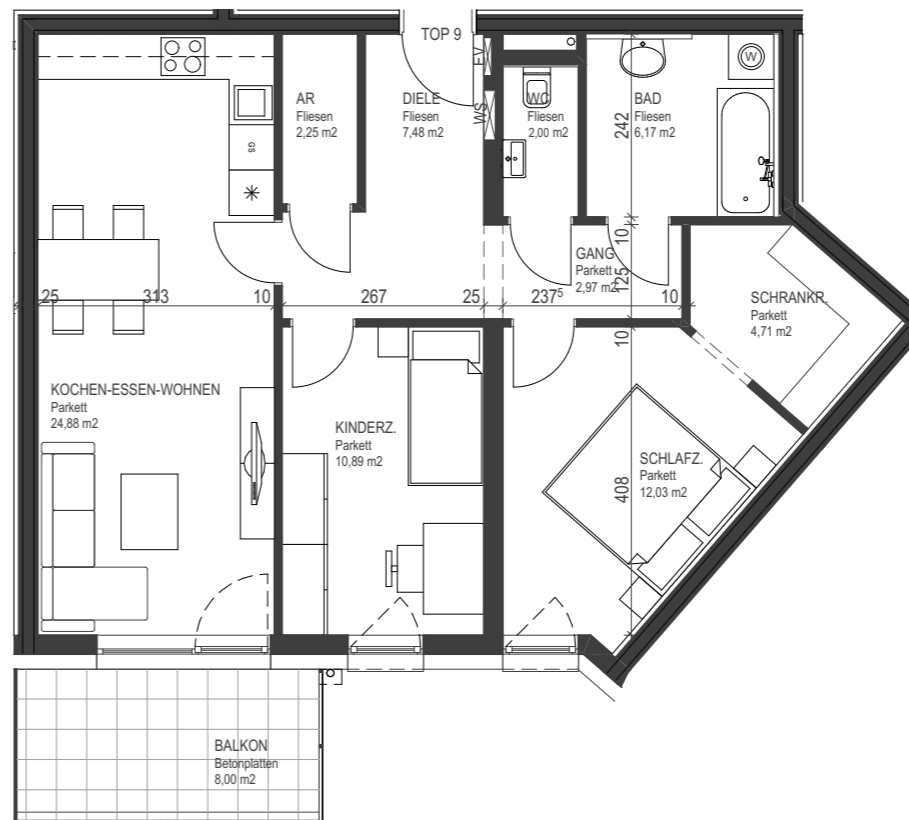 TOP 9
EV
WS
AR
Fliesen
2,25 m2
DIELE
Fliesen
7,48 m2
WC
Fliesen
2,00 m2
BAD
Fliesen
6,17 m2
W
242
GS
10
GANG
Parkett
2,97 m2
125
SCHRANKR.
Parkett
4,71 m2
25 313 10 267 25 237⁵ 10
10
KOCHEN-ESSEN-WOHNEN
Parkett
24,88 m2
KINDERZ.
Parkett
10,89 m2
SCHLAFZ.
Parkett
12,03 m2
408
BALKON
Betonplatten
8,00 m2